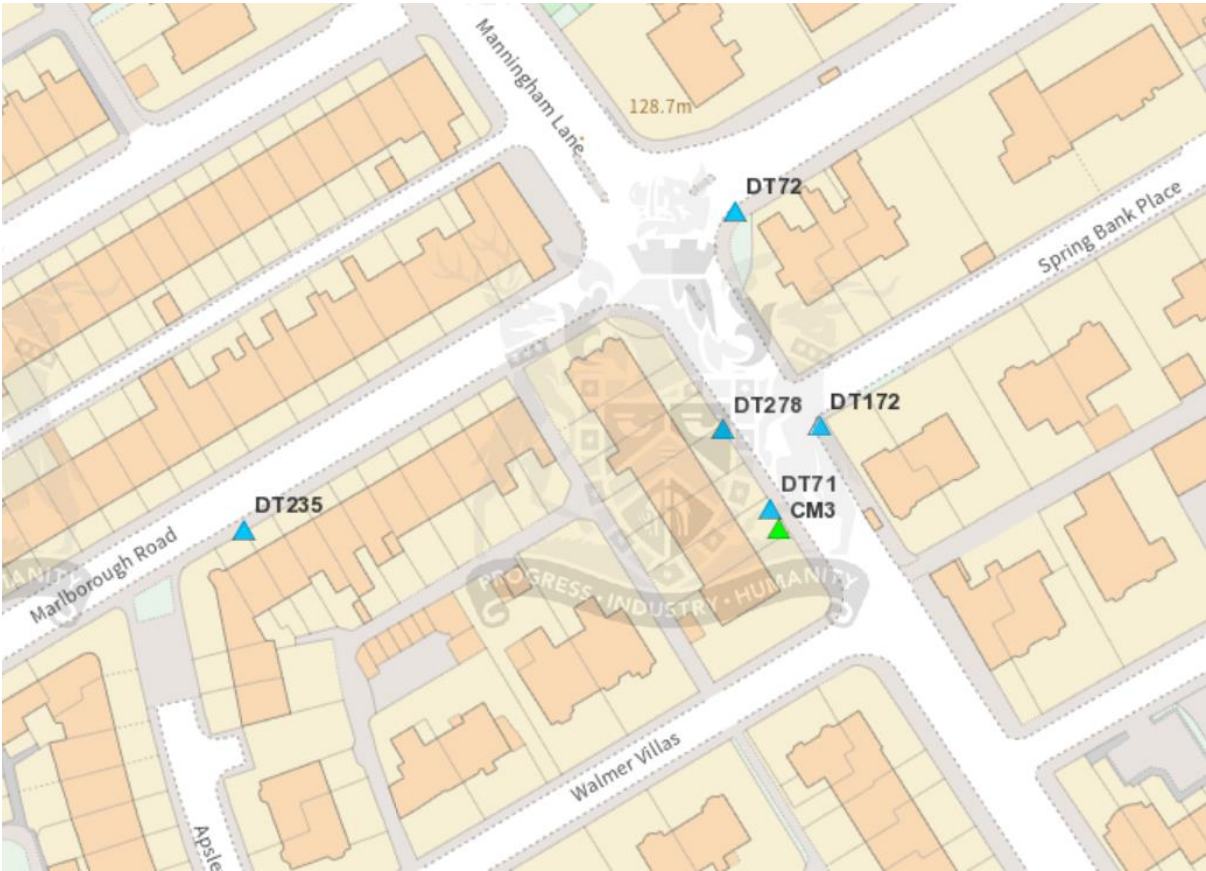 Manningham Lane
128.7m
DT72
Spring Bank Place
DT278
DT172
DT71
CM3
DT235
Marlborough Road
PROGRESS·INDUSTRY·HUMANITY
MANITY
Walmer Villas
Apsle